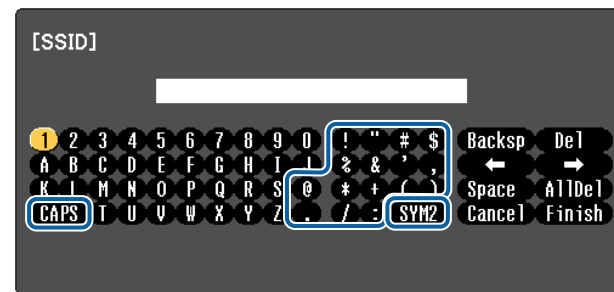 [SSID]
1 2 3 4 5 6 7 8 9 0 ! " # $ Backsp Del
A B C D E F G H I J % & ' , ← →
K L M N O P Q R S @ * + ( ) Space AllDel
CAPS T U V W X Y Z . / : SYM2 Cancel Finish